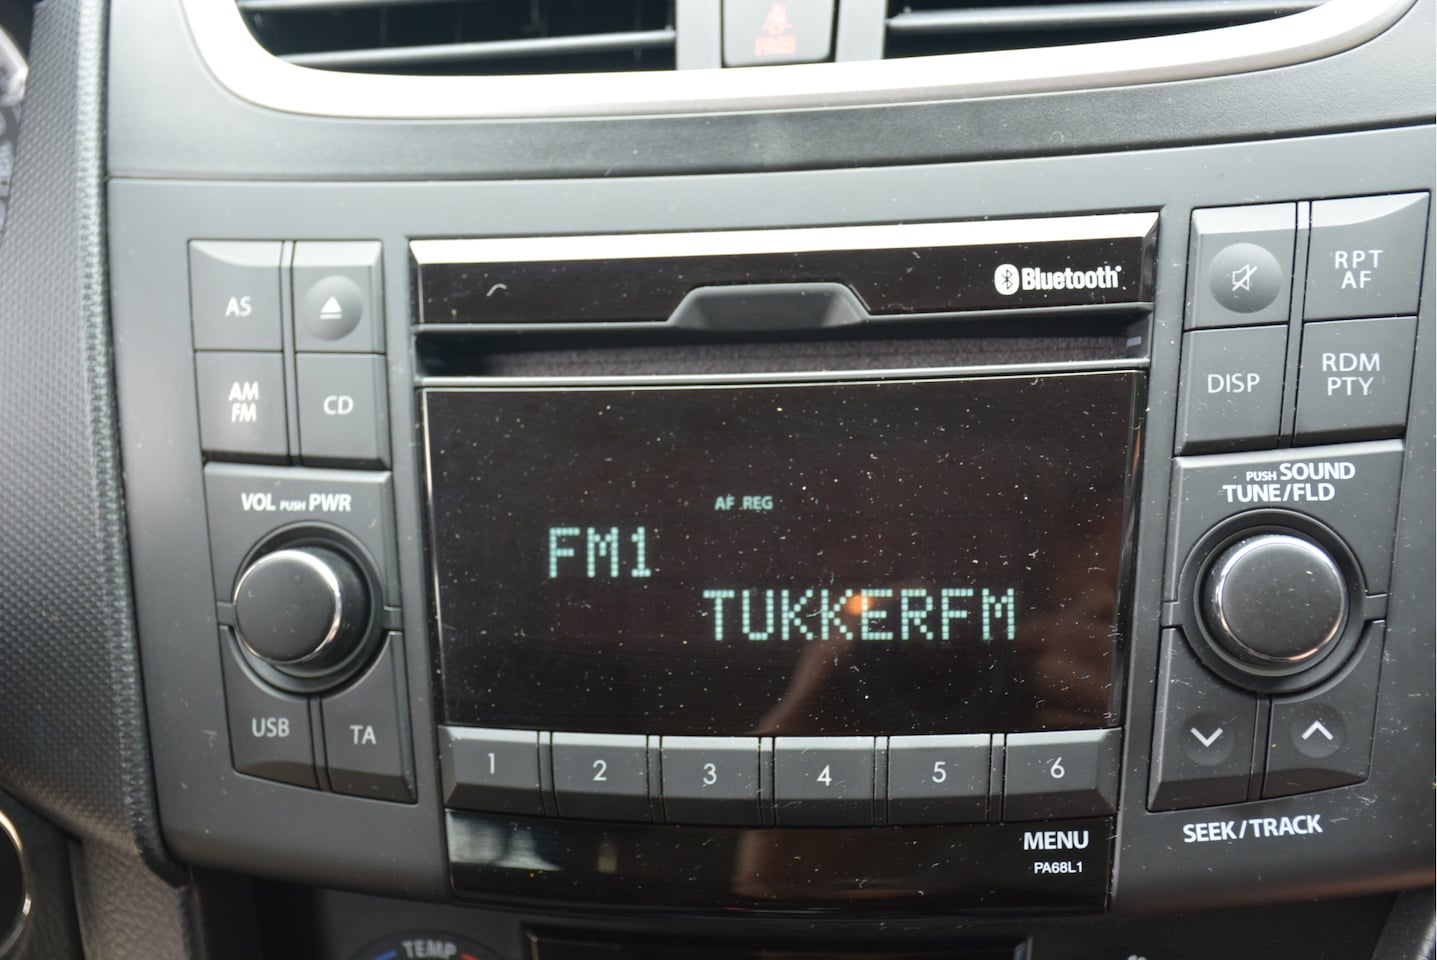 PASS
Bluetooth®
AS
AM
FM
CD
RPT
AF
DISP
RDM
PTY
VOL PUSH PWR
PUSH SOUND
TUNE/FLD
AF REG
FM1
TUKKERFM
USB
TA
1 2 3 4 5 6
MENU
PA68L1
SEEK/TRACK
TEMP